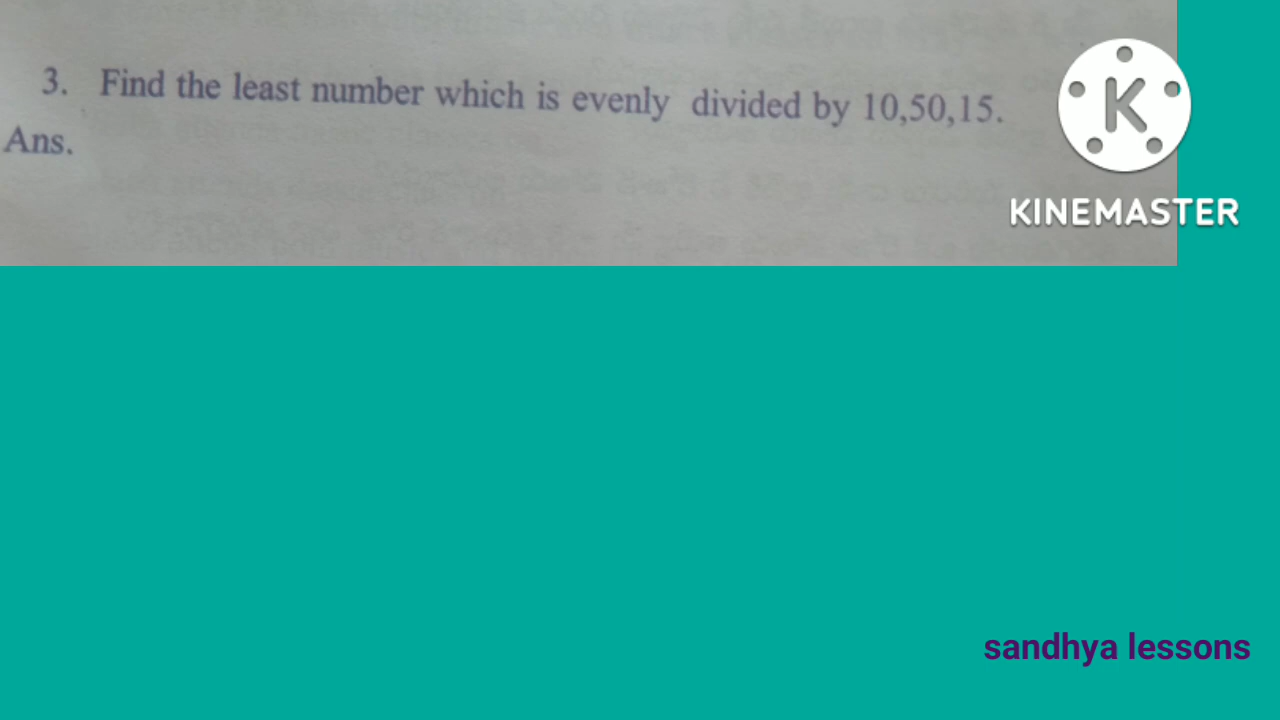 3. Find the least number which is evenly divided by 10,50,15.
Ans.
K
KINEMASTER
sandhya lessons